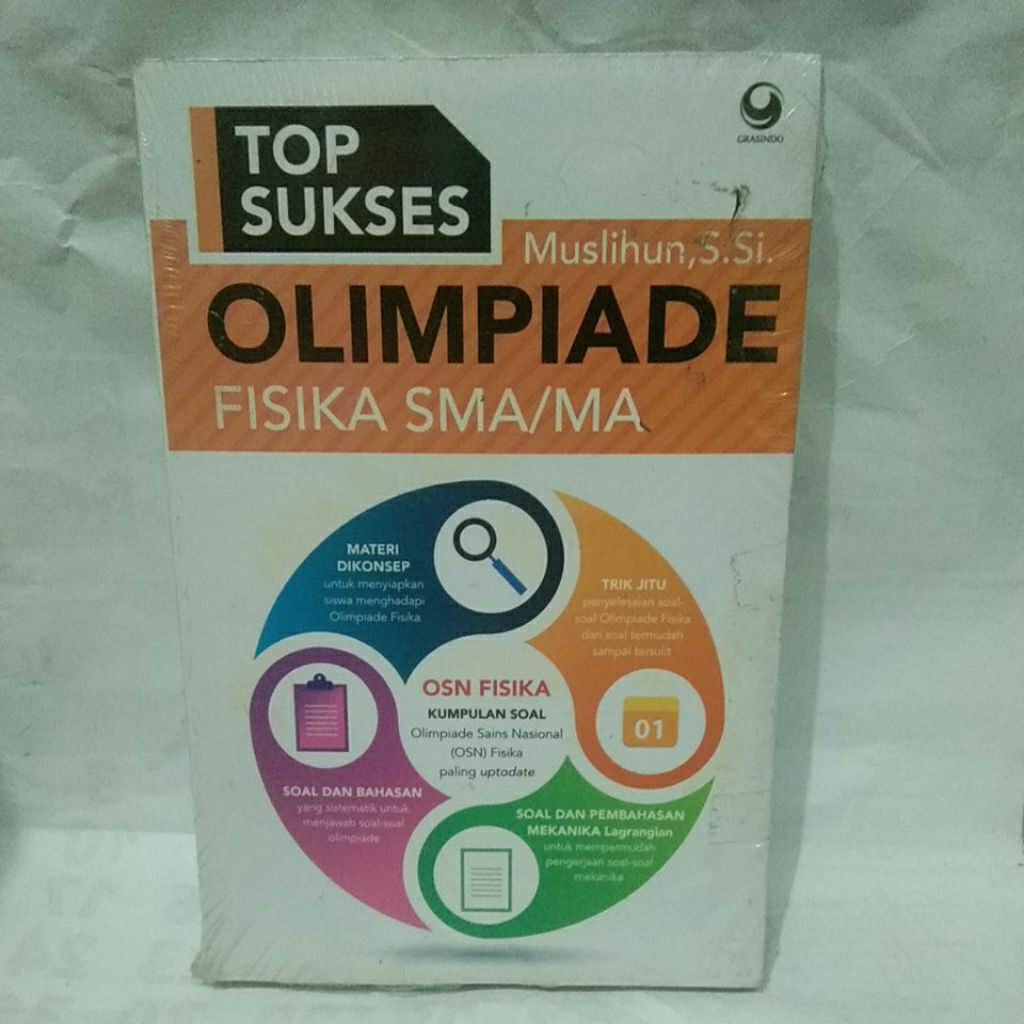 GRASINDO
TOP
SUKSES
Muslihun,S.Si.
OLIMPIADE
FISIKA SMA/MA
MATERI
DIKONSEP
untuk menyiapkan
siswa menghadapi
Olimpiade Fisika
TRIK JITU
penyelesaian soal-
soal Olimpiade Fisika
dari soal termudah
sampai tersulit
01
OSN FISIKA
KUMPULAN SOAL
Olimpiade Sains Nasional
(OSN) Fisika
paling uptodate
SOAL DAN BAHASAN
yang sistematik untuk
menjawab soal-soal
olimpiade
SOAL DAN PEMBAHASAN
MEKANIKA Lagrangian
untuk mempermudah
pengerjaan soal-soal
mekanika